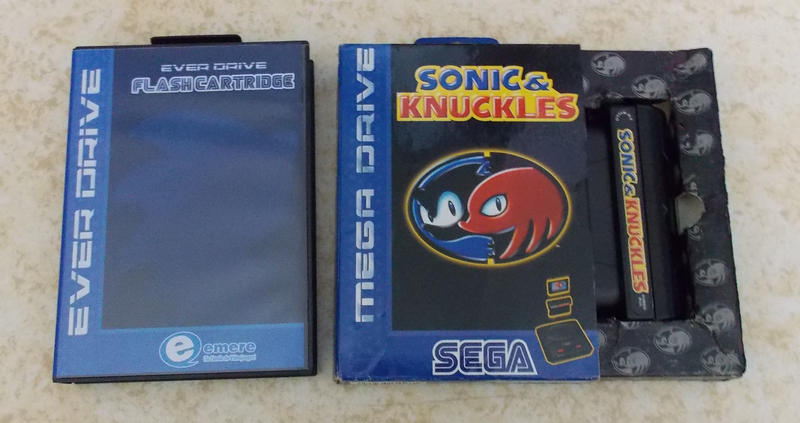 EVER DRIVE
FLASH CARTRIDGE
EVER DRIVE
e emere
MEGA DRIVE
SONIC &
KNUCKLES
SEGA
SONIC & KNUCKLES